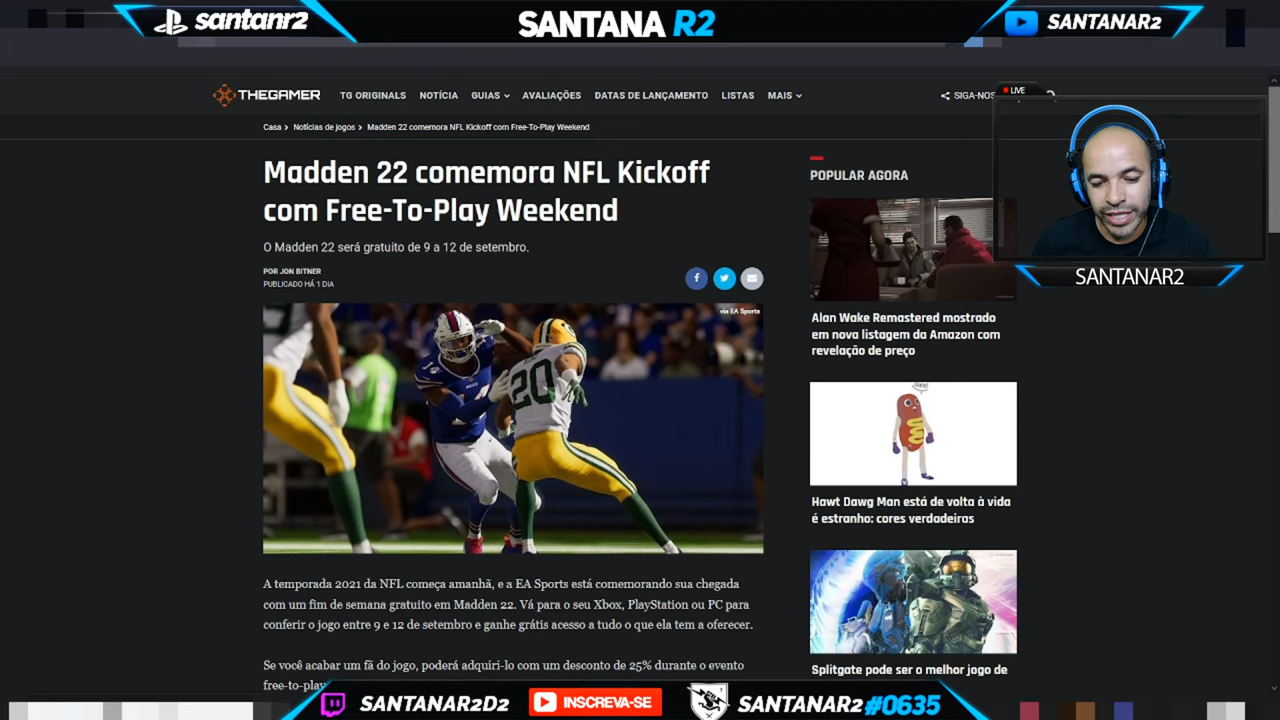 santanr2
SANTANA R2
SANTANAR2
THEGAMER
TG ORIGINALS
NOTÍCIA
GUIAS
AVALIAÇÕES
DATAS DE LANÇAMENTO
LISTAS
MAIS
SIGA-NOS
LIVE
Casa > Notícias de jogos > Madden 22 comemora NFL Kickoff com Free-To-Play Weekend
Madden 22 comemora NFL Kickoff
com Free-To-Play Weekend
O Madden 22 será gratuito de 9 a 12 de setembro.
POR JON BITNER
PUBLICADO HÁ 1 DIA
via EA Sports
20
A temporada 2021 da NFL começa amanhã, e a EA Sports está comemorando sua chegada
com um fim de semana gratuito em Madden 22. Vá para o seu Xbox, PlayStation ou PC para
conferir o jogo entre 9 e 12 de setembro e ganhe grátis acesso a tudo o que ela tem a oferecer.
Se você acabar um fã do jogo, poderá adquiri-lo com um desconto de 25% durante o evento
free-to-play
POPULAR AGORA
Alan Wake Remastered mostrado
em nova listagem da Amazon com
revelação de preço
Hawt Dawg Man está de volta à vida
é estranho: cores verdadeiras
Splitgate pode ser o melhor jogo de
SANTANAR2
SANTANAR2D2
INSCREVA-SE
SANTANAR2#0635